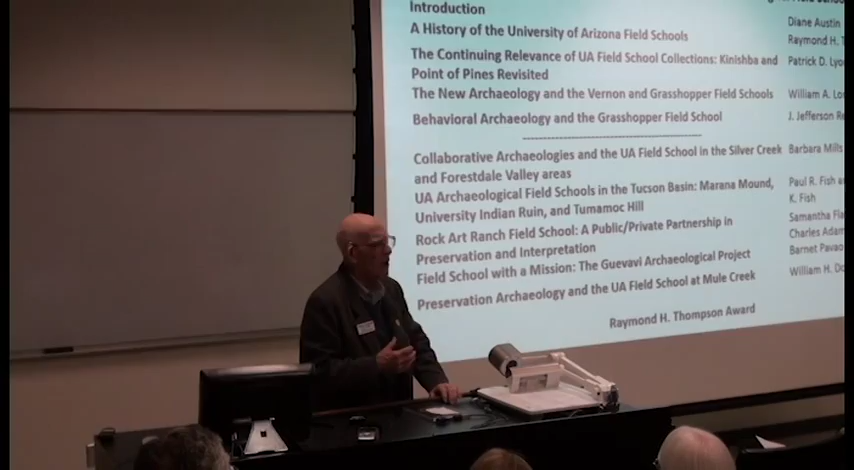 Introduction
Diane Austin
A History of the University of Arizona Field Schools
Raymond H.
The Continuing Relevance of UA Field School Collections: Kinishba and
Patrick D. Lyo
Point of Pines Revisited
The New Archaeology and the Vernon and Grasshopper Field Schools
William A. Lo
Behavioral Archaeology and the Grasshopper Field School
J. Jefferson Re
--------------------------------------------
Collaborative Archaeologies and the UA Field School in the Silver Creek
Barbara Mills
and Forestdale Valley areas
UA Archaeological Field Schools in the Tucson Basin: Marana Mound,
Paul R. Fish a
University Indian Ruin, and Tumamoc Hill
K. Fish
Rock Art Ranch Field School: A Public/Private Partnership in
Samantha Fla
Preservation and Interpretation
Charles Adam
Field School with a Mission: The Guevavi Archaeological Project
Barnet Pavao
Preservation Archaeology and the UA Field School at Mule Creek
William H. Do
Raymond H. Thompson Award